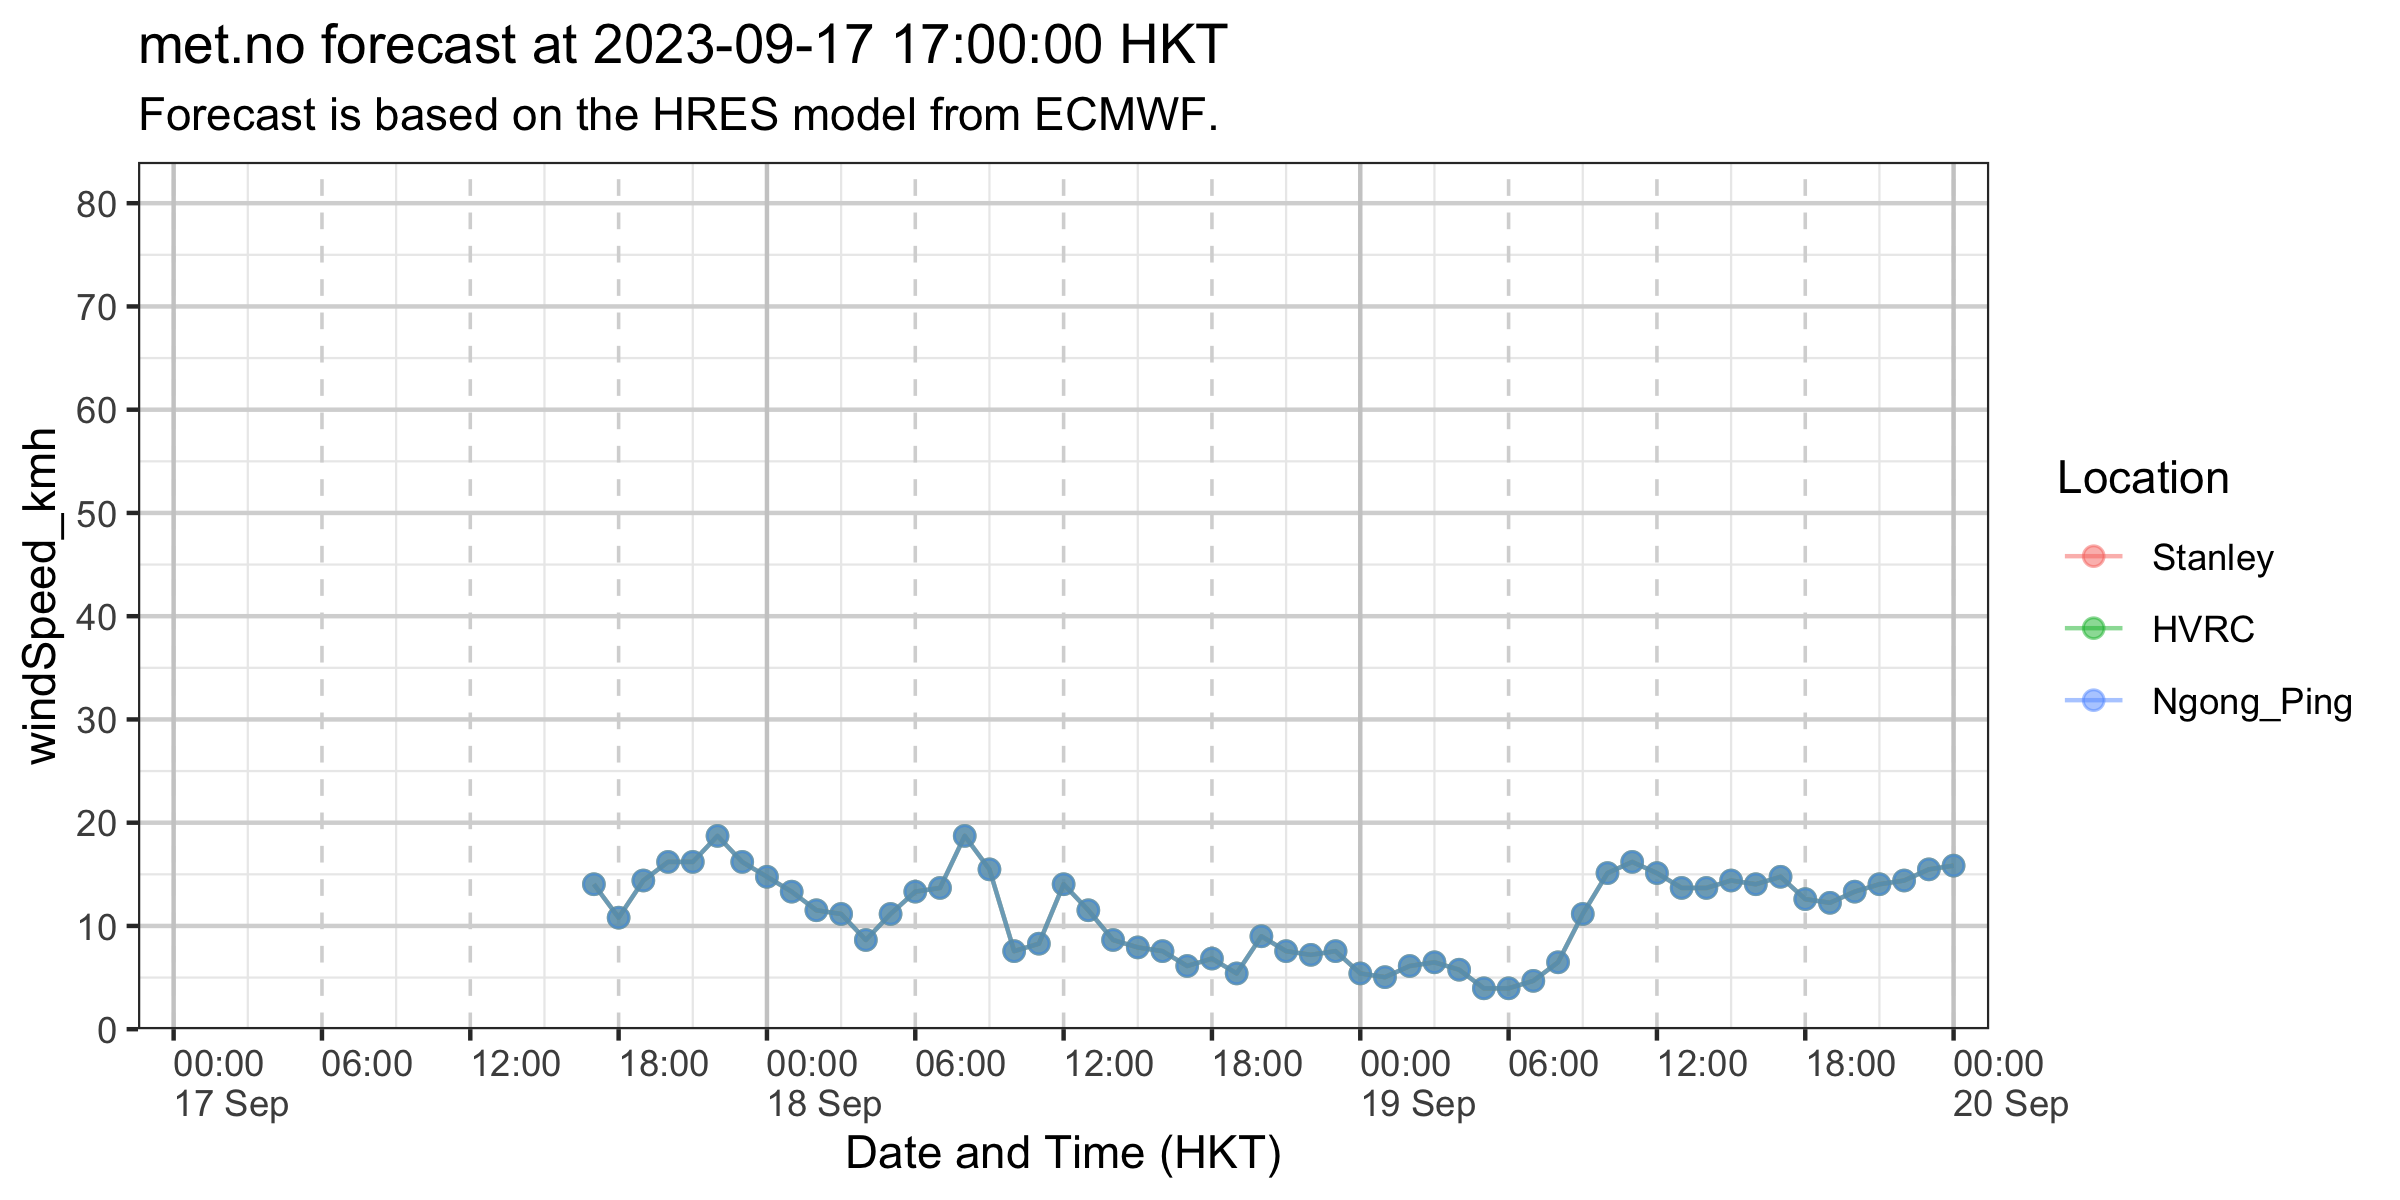 met.no forecast at 2023-09-17 17:00:00 HKT
Forecast is based on the HRES model from ECMWF.
windSpeed_kmh
80
70
60
50
40
30
20
10
0
00:00 06:00 12:00 18:00 00:00 06:00 12:00 18:00 00:00 06:00 12:00 18:00 00:00
17 Sep 18 Sep 19 Sep 20 Sep
Date and Time (HKT)
Location
Stanley
HVRC
Ngong_Ping